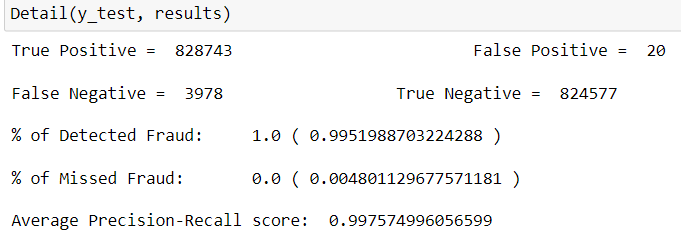 Detail(y_test, results)
True Positive =  828743                        False Positive =  20
False Negative =  3978                 True Negative =  824577
% of Detected Fraud:     1.0 ( 0.9951988703224288 )
% of Missed Fraud:       0.0 ( 0.004801129677571181 )
Average Precision-Recall score:  0.997574996056599